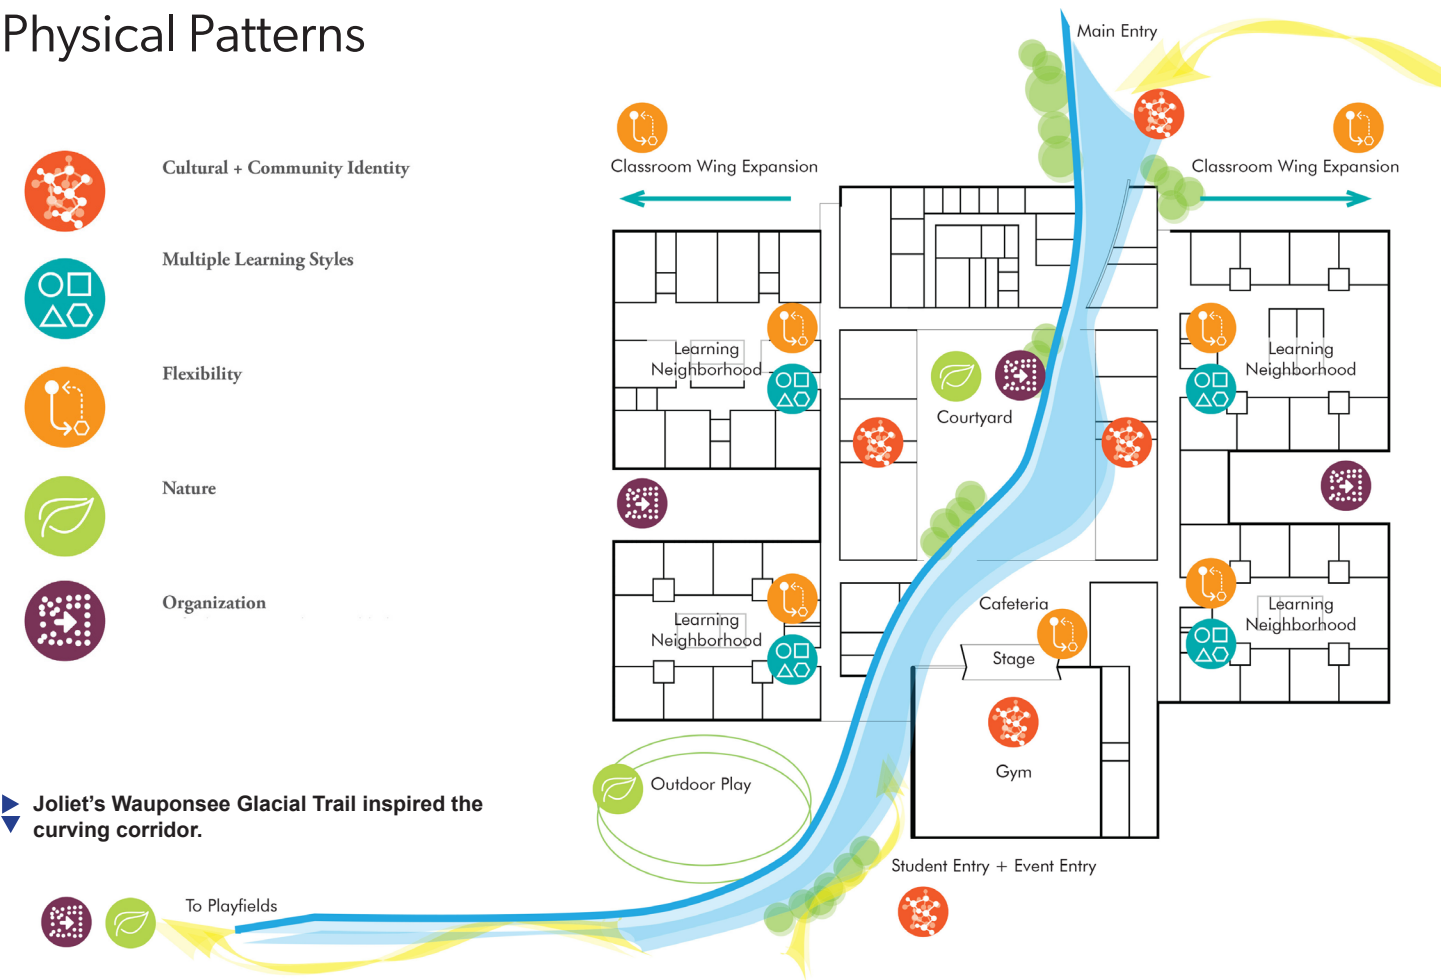 Physical Patterns
Cultural + Community Identity
Multiple Learning Styles
Flexibility
Nature
Organization
Joliet's Wauponsee Glacial Trail inspired the
curving corridor.
Main Entry
Classroom Wing Expansion
Classroom Wing Expansion
Learning
Neighborhood
Learning
Neighborhood
Courtyard
Learning
Neighborhood
Cafeteria
Learning
Neighborhood
Stage
Gym
Outdoor Play
Student Entry + Event Entry
To Playfields